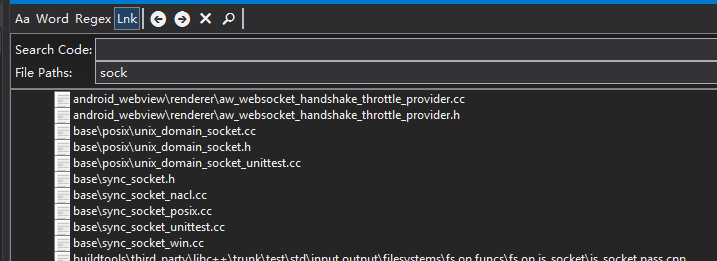 Aa Word Regex Lnk
Search Code:
File Paths: sock
android_webview\renderer\aw_websocket_handshake_throttle_provider.cc
android_webview\renderer\aw_websocket_handshake_throttle_provider.h
base\posix\unix_domain_socket.cc
base\posix\unix_domain_socket.h
base\posix\unix_domain_socket_unittest.cc
base\sync_socket.h
base\sync_socket_nacl.cc
base\sync_socket_posix.cc
base\sync_socket_unittest.cc
base\sync_socket_win.cc
buildtools\third_party\libc++\trunk\test\std\input.output\filesystems\fs.op.funcs\fs.op.is_socket\is_socket.pass.cpp